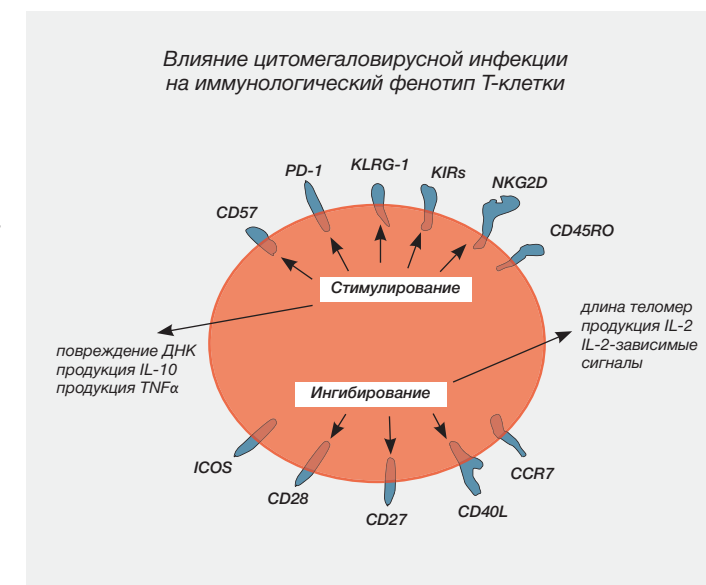 Влияние цитомегаловирусной инфекции
на иммунологический фенотип Т-клетки
PD-1
KLRG-1
KIRs
NKG2D
CD57
CD45RO
Стимулирование
длина теломер
продукция IL-2
IL-2-зависимые
сигналы
повреждение ДНК
продукция IL-10
продукция TNFα
Ингибирование
ICOS
CD28
CD27
CD40L
CCR7